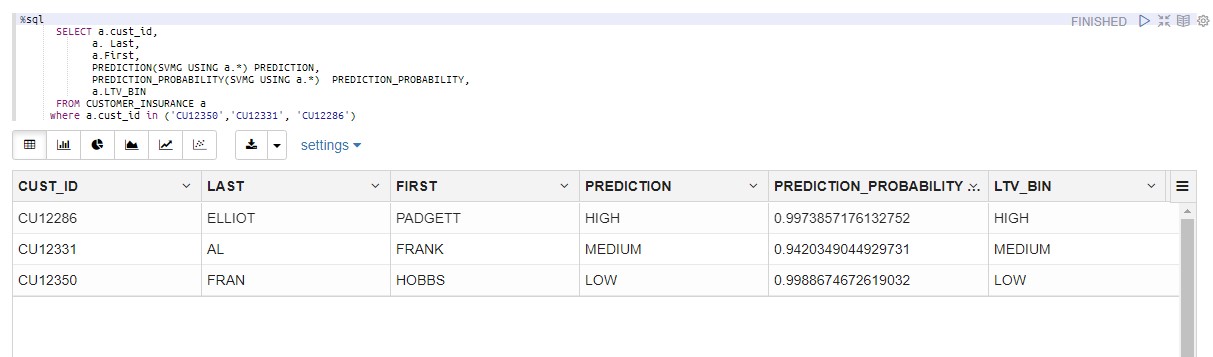 %sql
FINISHED
SELECT a.cust_id,
a. Last,
a.First,
PREDICTION(SVMG USING a.*) PREDICTION,
PREDICTION_PROBABILITY(SVMG USING a.*)  PREDICTION_PROBABILITY,
a.LTV_BIN
FROM CUSTOMER_INSURANCE a
where a.cust_id in ('CU12350','CU12331', 'CU12286')
settings
CUST_ID LAST FIRST PREDICTION PREDICTION_PROBABILITY ... LTV_BIN
CU12286 ELLIOT PADGETT HIGH 0.9973857176132752 HIGH
CU12331 AL FRANK MEDIUM 0.9420349044929731 MEDIUM
CU12350 FRAN HOBBS LOW 0.9988674672619032 LOW